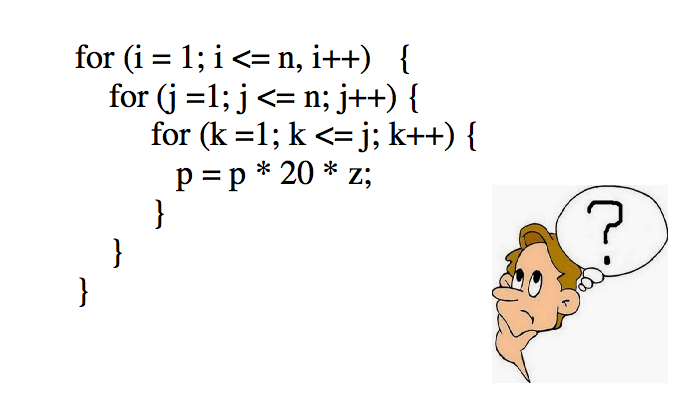 for (i = 1; i <= n, i++) {
for (j =1; j <= n; j++) {
for (k =1; k <= j; k++) {
p = p * 20 * z;
}
}
}
?